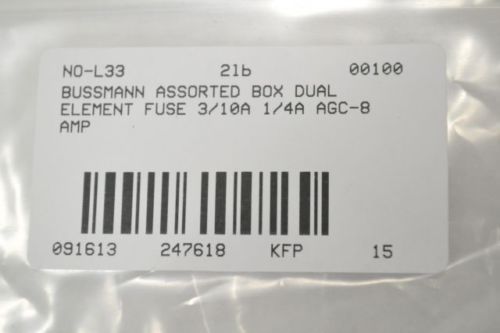 NO-L33 2lb 00100
BUSSMANN ASSORTED BOX DUAL
ELEMENT FUSE 3/10A 1/4A AGC-8
AMP
091613 247618 KFP 15